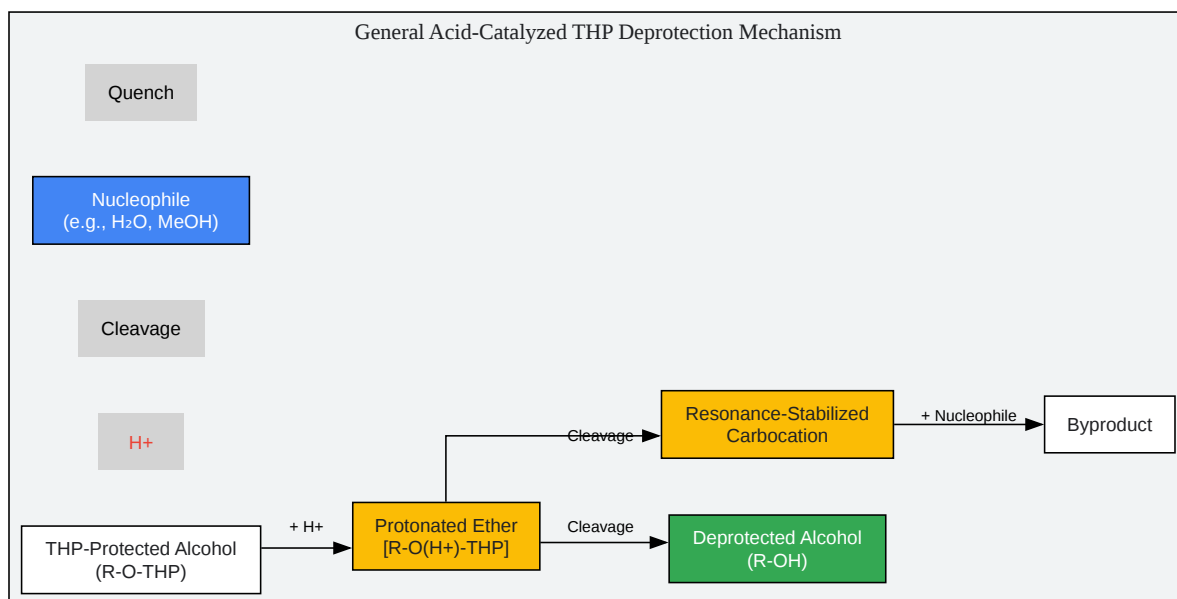 General Acid-Catalyzed THP Deprotection Mechanism
Quench
Nucleophile
(e.g., H₂O, MeOH)
Cleavage
H+
THP-Protected Alcohol
(R-O-THP)
+ H+
Protonated Ether
[R-O(H+)-THP]
Cleavage
Resonance-Stabilized
Carbocation
+ Nucleophile
Byproduct
Cleavage
Deprotected Alcohol
(R-OH)